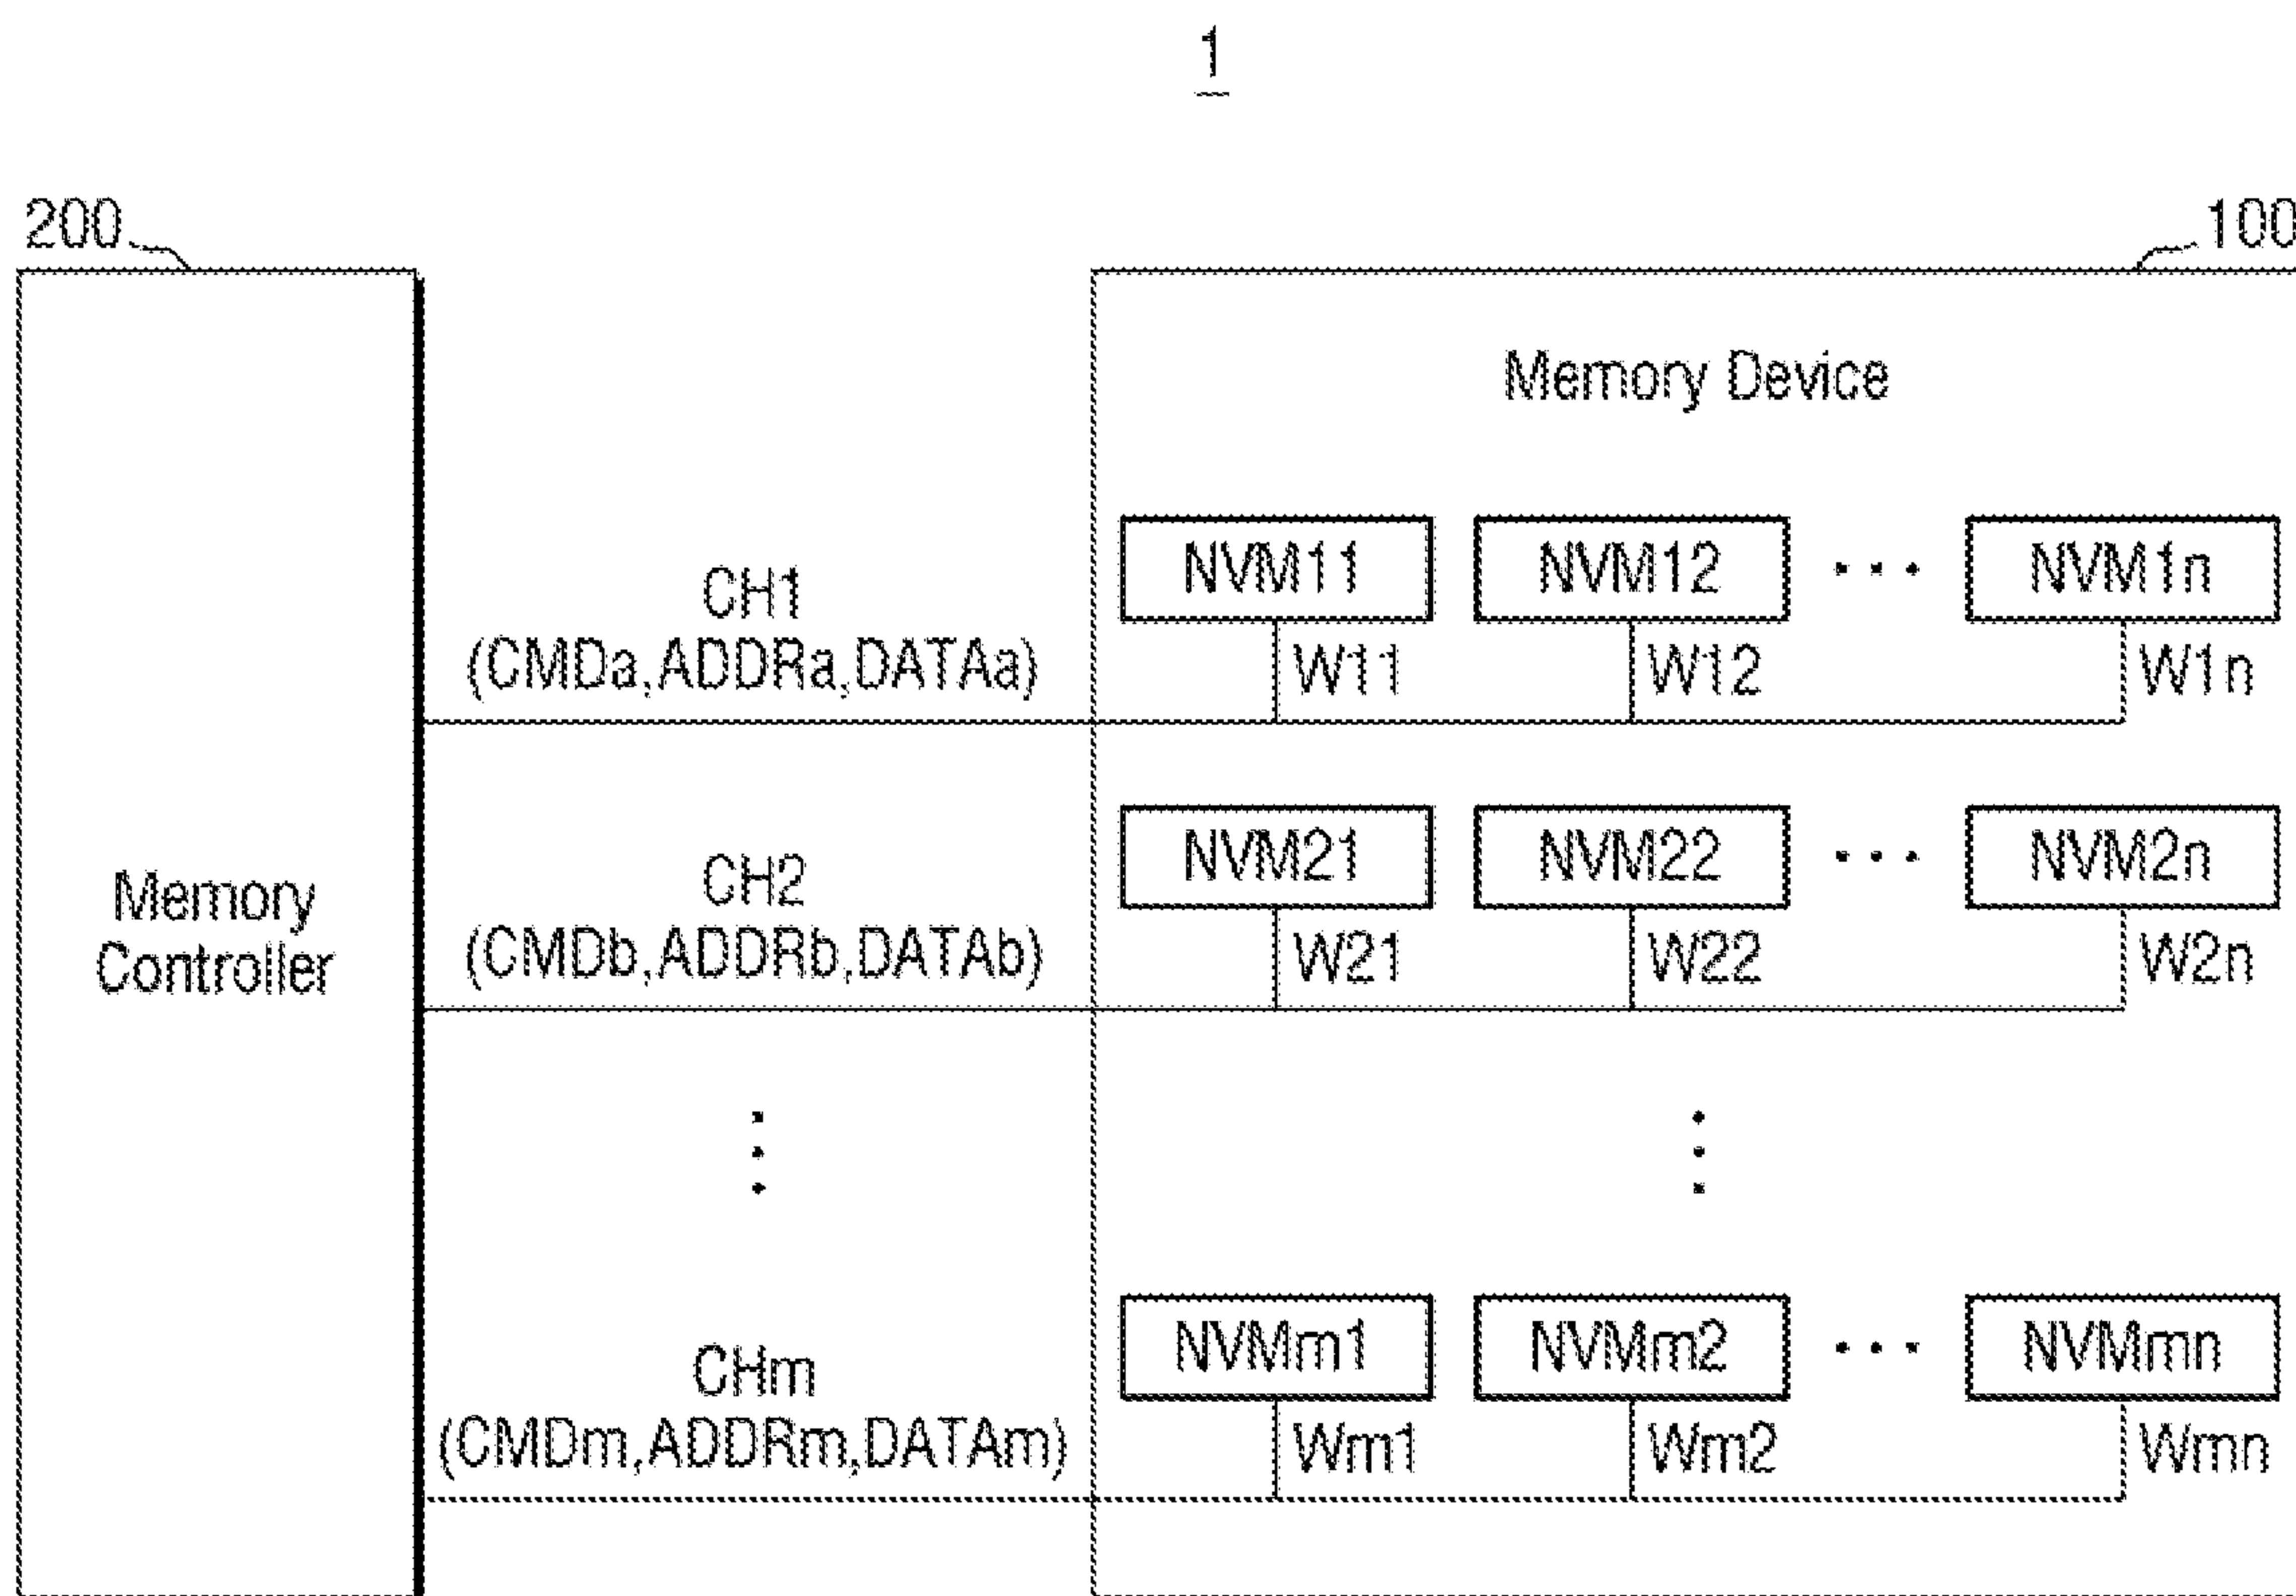 1
200
100
Memory Device
NVM11 NVM12 ... NVM1n
CH1
(CMDa,ADDRa,DATAa)
W11 W12 W1n
NVM21 NVM22 ... NVM2n
CH2
(CMDb,ADDRb,DATAb)
W21 W22 W2n
Memory
Controller
NVMm1 NVMm2 ... NVMmn
CHm
(CMDm,ADDRm,DATAm)
Wm1 Wm2 Wmn